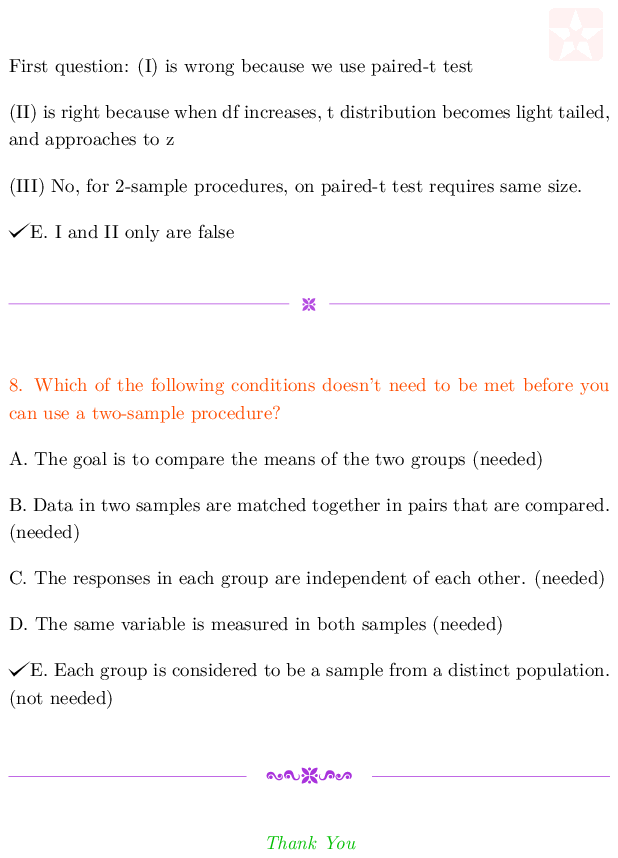 First question: (I) is wrong because we use paired-t test
(II) is right because when df increases, t distribution becomes light tailed,
and approaches to z
(III) No, for 2-sample procedures, on paired-t test requires same size.
✓E. I and II only are false
8. Which of the following conditions doesn't need to be met before you
can use a two-sample procedure?
A. The goal is to compare the means of the two groups (needed)
B. Data in two samples are matched together in pairs that are compared.
(needed)
C. The responses in each group are independent of each other. (needed)
D. The same variable is measured in both samples (needed)
✓E. Each group is considered to be a sample from a distinct population.
(not needed)
Thank You